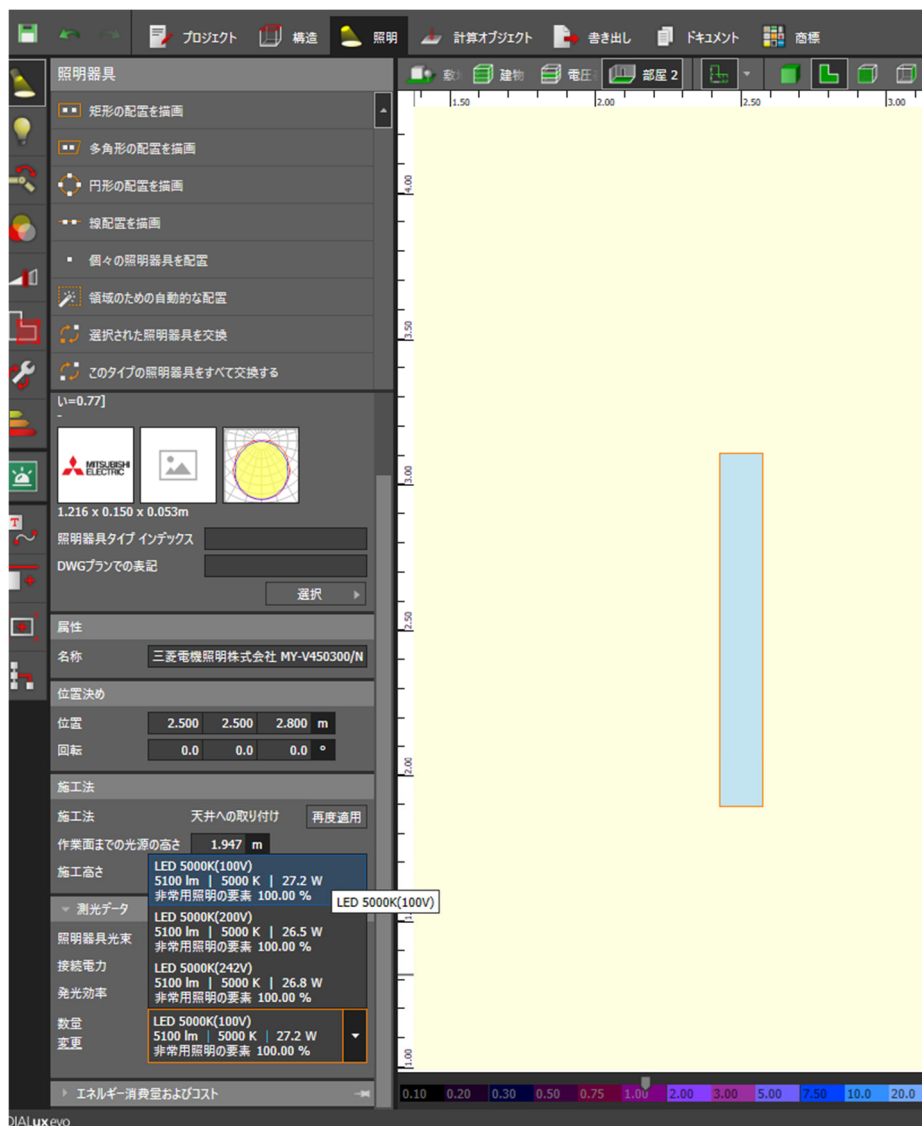 プロジェクト 構造 照明 計算オブジェクト 書き出し ドキュメント 商標
照明器具
建物 電圧 部屋 2
矩形の配置を描画
多角形の配置を描画
円形の配置を描画
線配置を描画
個々の照明器具を配置
領域のための自動的な配置
選択された照明器具を交換
このタイプの照明器具をすべて交換する
い=0.77]
-
MITSUBISHI
ELECTRIC
1.216 x 0.150 x 0.053m
照明器具タイプ インデックス
DWGプランでの表記
選択
属性
名称 三菱電機照明株式会社 MY-V450300/N
位置決め
位置 2.500 2.500 2.800 m
回転 0.0 0.0 0.0 °
施工法
施工法 天井への取り付け 再度適用
作業面までの光源の高さ 1.947 m
施工高さ
LED 5000K(100V)
5100 lm | 5000 K | 27.2 W
非常用照明の要素 100.00 %
LED 5000K(100V)
測光データ
LED 5000K(200V)
5100 lm | 5000 K | 26.5 W
非常用照明の要素 100.00 %
照明器具光束
接続電力
発光効率
LED 5000K(242V)
5100 lm | 5000 K | 26.8 W
非常用照明の要素 100.00 %
数量
変更
LED 5000K(100V)
5100 lm | 5000 K | 27.2 W
非常用照明の要素 100.00 %
エネルギー消費量およびコスト
1.50 2.00 2.50 3.00
4.00
3.50
3.00
2.50
2.00
1.00
0.10 0.20 0.30 0.50 0.75 1.00 2.00 3.00 5.00 7.50 10.0 20.0
DIALux evo